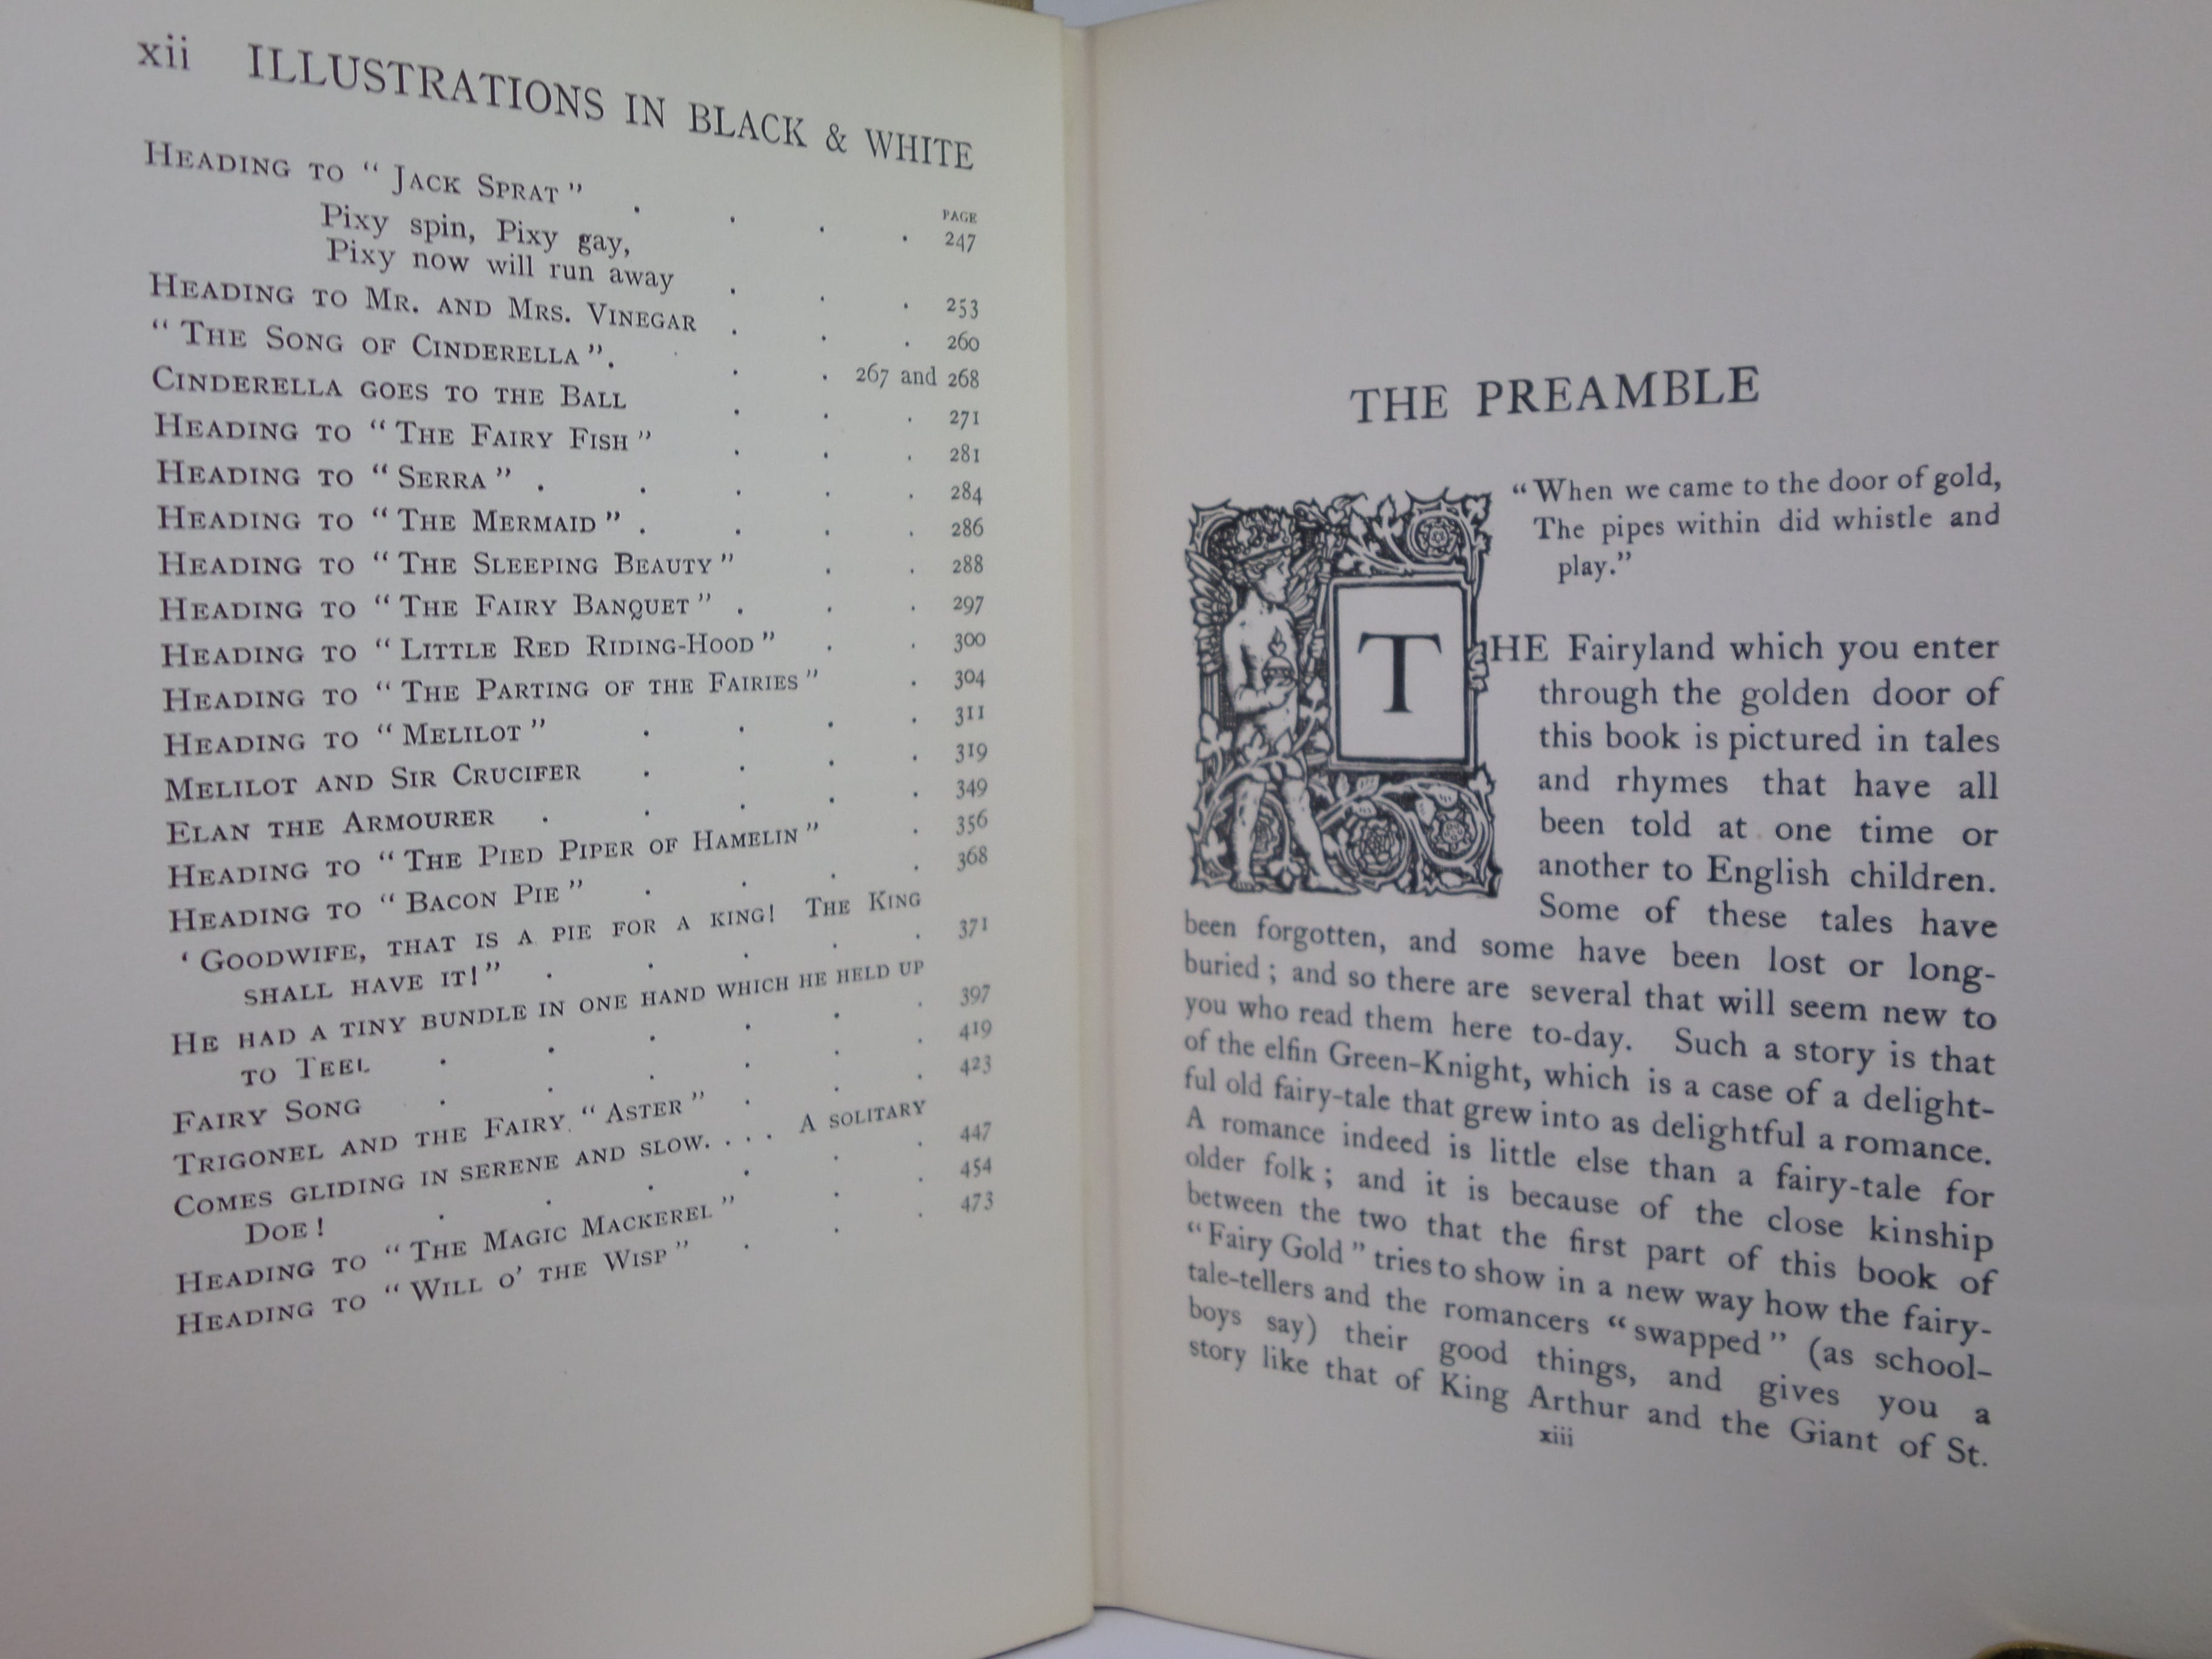 xii ILLUSTRATIONS IN BLACK & WHITE
PAGE
HEADING TO “ JACK SPRAT ” . . . . 247
Pixy spin, Pixy gay,
Pixy now will run away . . . 253
HEADING TO MR. AND MRS. VINEGAR . . . 260
“ THE SONG OF CINDERELLA ”. . . 267 and 268
CINDERELLA GOES TO THE BALL . . . 271
HEADING TO “ THE FAIRY FISH ” . . . 281
HEADING TO “ SERRA ” . . . . . 284
HEADING TO “ THE MERMAID ” . . . . 286
HEADING TO “ THE SLEEPING BEAUTY ” . . 288
HEADING TO “ THE FAIRY BANQUET ” . . . 297
HEADING TO “ LITTLE RED RIDING-HOOD ” . . 300
HEADING TO “ THE PARTING OF THE FAIRIES ” . 304
HEADING TO “ MELILOT ” . . . . 311
MELILOT AND SIR CRUCIFER . . . . 319
ELAN THE ARMOURER . . . . . 349
HEADING TO “ THE PIED PIPER OF HAMELIN ” . 356
HEADING TO “ BACON PIE ” . . . . 368
‘ GOODWIFE, THAT IS A PIE FOR A KING! THE KING
SHALL HAVE IT! ” . . . . . 371
HE HAD A TINY BUNDLE IN ONE HAND WHICH HE HELD UP
TO TEEL . . . . . . 397
FAIRY SONG . . . . . . 419
TRIGONEL AND THE FAIRY “ ASTER ” . . . 423
COMES GLIDING IN SERENE AND SLOW. . . . A SOLITARY
DOE ! . . . . . . 447
HEADING TO “ THE MAGIC MACKEREL ” . . 454
HEADING TO “ WILL O’ THE WISP ” . . . 473
THE PREAMBLE
“ When we came to the door of gold,
The pipes within did whistle and
play.”
THE Fairyland which you enter
through the golden door of
this book is pictured in tales
and rhymes that have all
been told at one time or
another to English children.
Some of these tales have
been forgotten, and some have been lost or long-
buried ; and so there are several that will seem new to
you who read them here to-day. Such a story is that
of the elfin Green-Knight, which is a case of a delight-
ful old fairy-tale that grew into as delightful a romance.
A romance indeed is little else than a fairy-tale for
older folk ; and it is because of the close kinship
between the two that the first part of this book of
“ Fairy Gold ” tries to show in a new way how the fairy-
tale-tellers and the romancers “ swapped ” (as school-
boys say) their good things, and gives you a
story like that of King Arthur and the Giant of St.
xiii